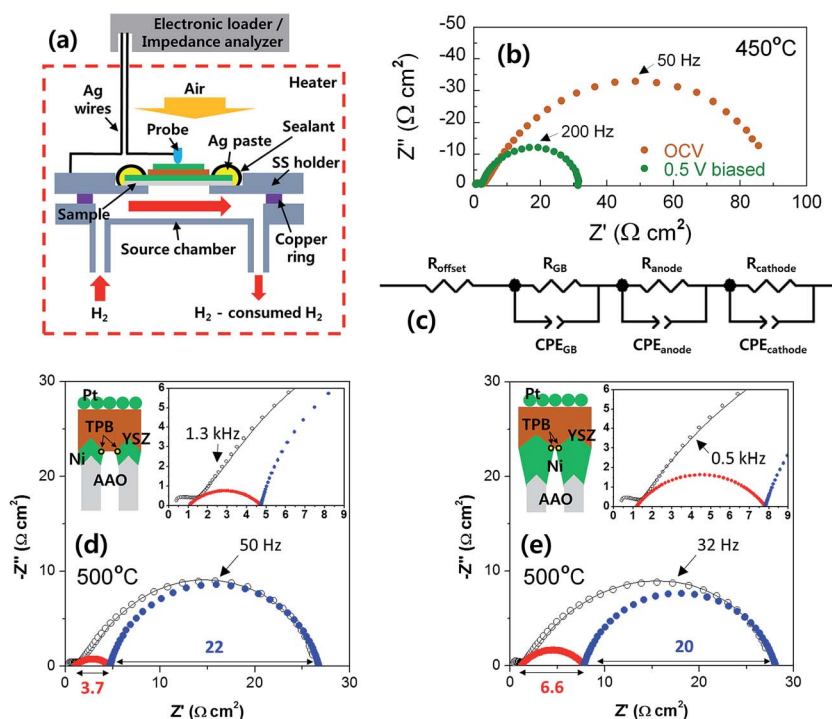 (a)
Electronic loader /
Impedance analyzer
Heater
Ag
wires
Air
Probe
Ag paste
Sealant
SS holder
Sample
Source chamber
Copper
ring
H2
H2 - consumed H2
(b)
450°C
-50
-40
-30
-20
-10
-0
Z'' (Ω cm²)
50 Hz
200 Hz
OCV
0.5 V biased
0 20 40 60 80 100
Z' (Ω cm²)
Roffset
RGB
Ranode
Rcathode
CPEGB
CPEanode
CPEcathode
(c)
30
20
10
0
-Z'' (Ω cm²)
Pt
TPB
YSZ
Ni
AAO
6
5
4
3
2
1
0
1.3 kHz
0 1 2 3 4 5 6 7 8 9
(d)
500°C
50 Hz
22
0 10 20 30
3.7
Z' (Ω cm²)
30
20
10
0
-Z'' (Ω cm²)
Pt
TPB
YSZ
Ni
AAO
6
5
4
3
2
1
0
0.5 kHz
0 1 2 3 4 5 6 7 8 9
(e)
500°C
32 Hz
20
0 10 20 30
6.6
Z' (Ω cm²)